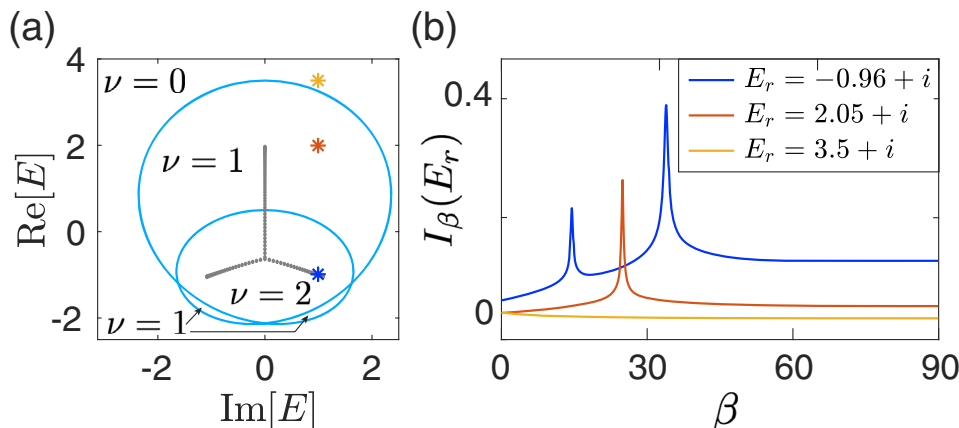 (a)
(b)
4
2
0
-2
Re[E]
ν = 0
ν = 1
ν = 2
ν = 1
-2
0
2
Im[E]
0.4
0
I_β(E_r)
E_r = −0.96 + i
E_r = 2.05 + i
E_r = 3.5 + i
0
30
60
90
β